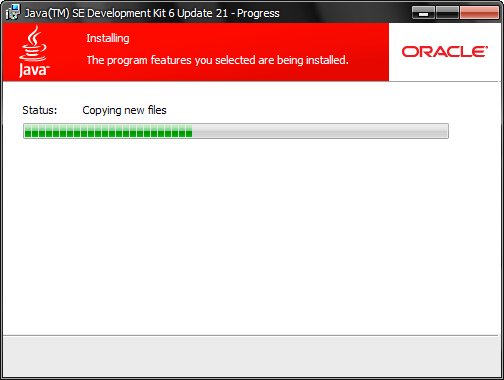 Java(TM) SE Development Kit 6 Update 21 - Progress
Installing
The program features you selected are being installed.
Java™
ORACLE®
Status: Copying new files